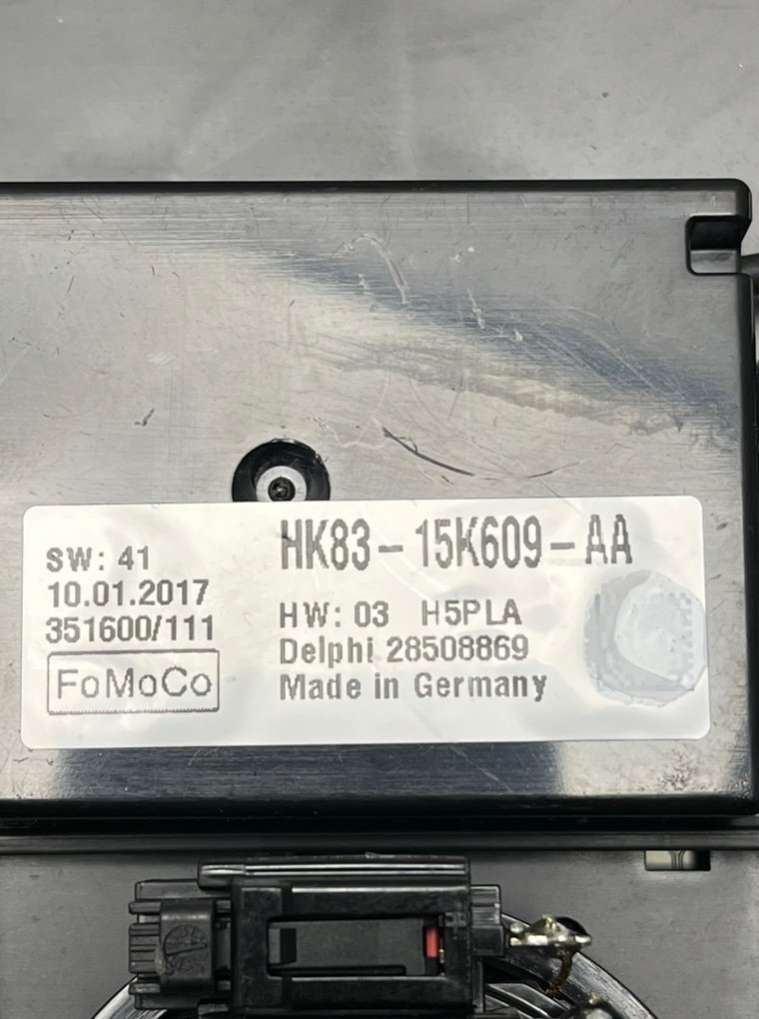 SW: 41
10.01.2017
351600/111
FoMoCo
HK83-15K609-AA
HW: 03 H5PLA
Delphi 28508869
Made in Germany